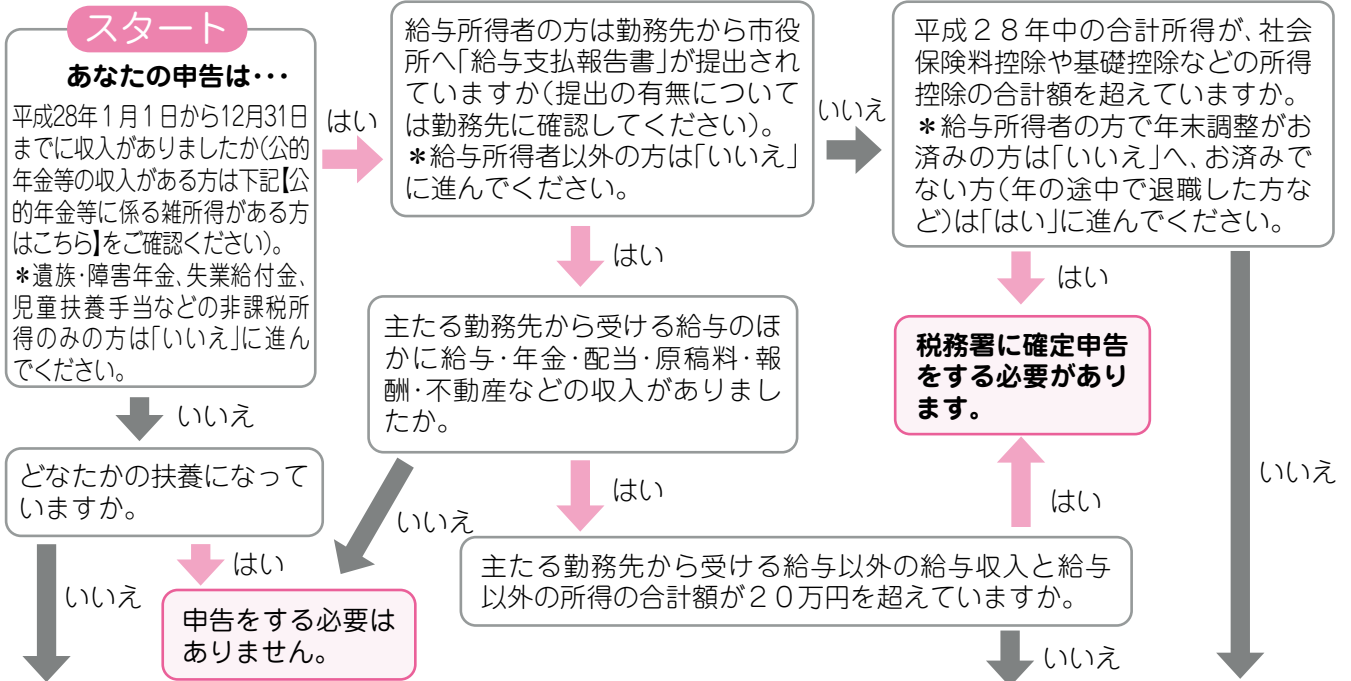 スタート
あなたの申告は･･･
平成28年1月1日から12月31日
までに収入がありましたか(公的
年金等の収入がある方は下記【公
的年金等に係る雑所得がある方
はこちら】をご確認ください)。
＊遺族･障害年金､失業給付金､
児童扶養手当などの非課税所
得のみの方は｢いいえ｣に進ん
でください。
はい
給与所得者の方は勤務先から市役
所へ｢給与支払報告書｣が提出され
ていますか(提出の有無について
は勤務先に確認してください)。
＊給与所得者以外の方は｢いいえ｣
に進んでください。
いいえ
平成２８年中の合計所得が､社会
保険料控除や基礎控除などの所得
控除の合計額を超えていますか。
＊給与所得者の方で年末調整がお
済みの方は｢いいえ｣へ､お済みで
ない方(年の途中で退職した方な
ど)は｢はい｣に進んでください。
はい
はい
主たる勤務先から受ける給与のほ
かに給与･年金･配当･原稿料･報
酬･不動産などの収入がありまし
たか。
税務署に確定申告
をする必要があり
ます。
いいえ
どなたかの扶養になって
いますか。
いいえ
はい
はい
いいえ
いいえ
はい
主たる勤務先から受ける給与以外の給与収入と給与
以外の所得の合計額が２０万円を超えていますか。
いいえ
申告をする必要は
ありません。
いいえ